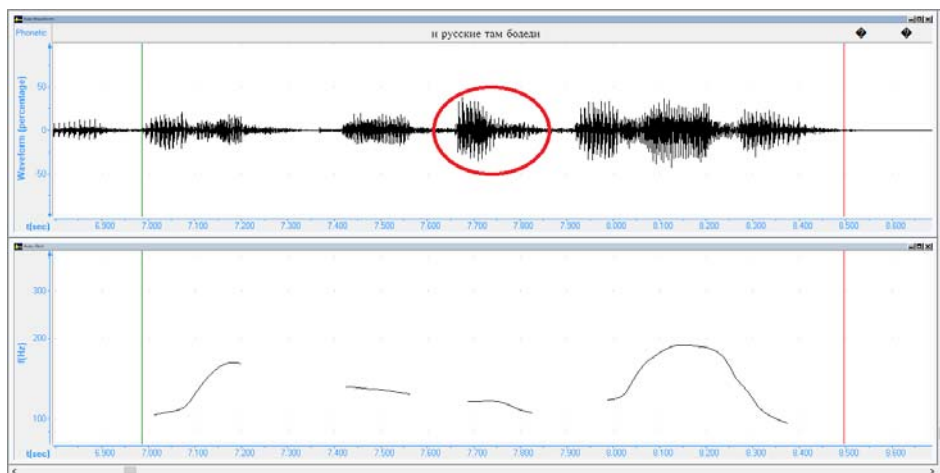 Phonetic и русские там болели � �
Waveform (percentage)
50
0
-50
t(sec) 6.900 7.000 7.100 7.200 7.300 7.400 7.500 7.600 7.700 7.800 7.900 8.000 8.100 8.200 8.300 8.400 8.500 8.600
f(Hz)
300
200
100
t(sec) 6.900 7.000 7.100 7.200 7.300 7.400 7.500 7.600 7.700 7.800 7.900 8.000 8.100 8.200 8.300 8.400 8.500 8.600